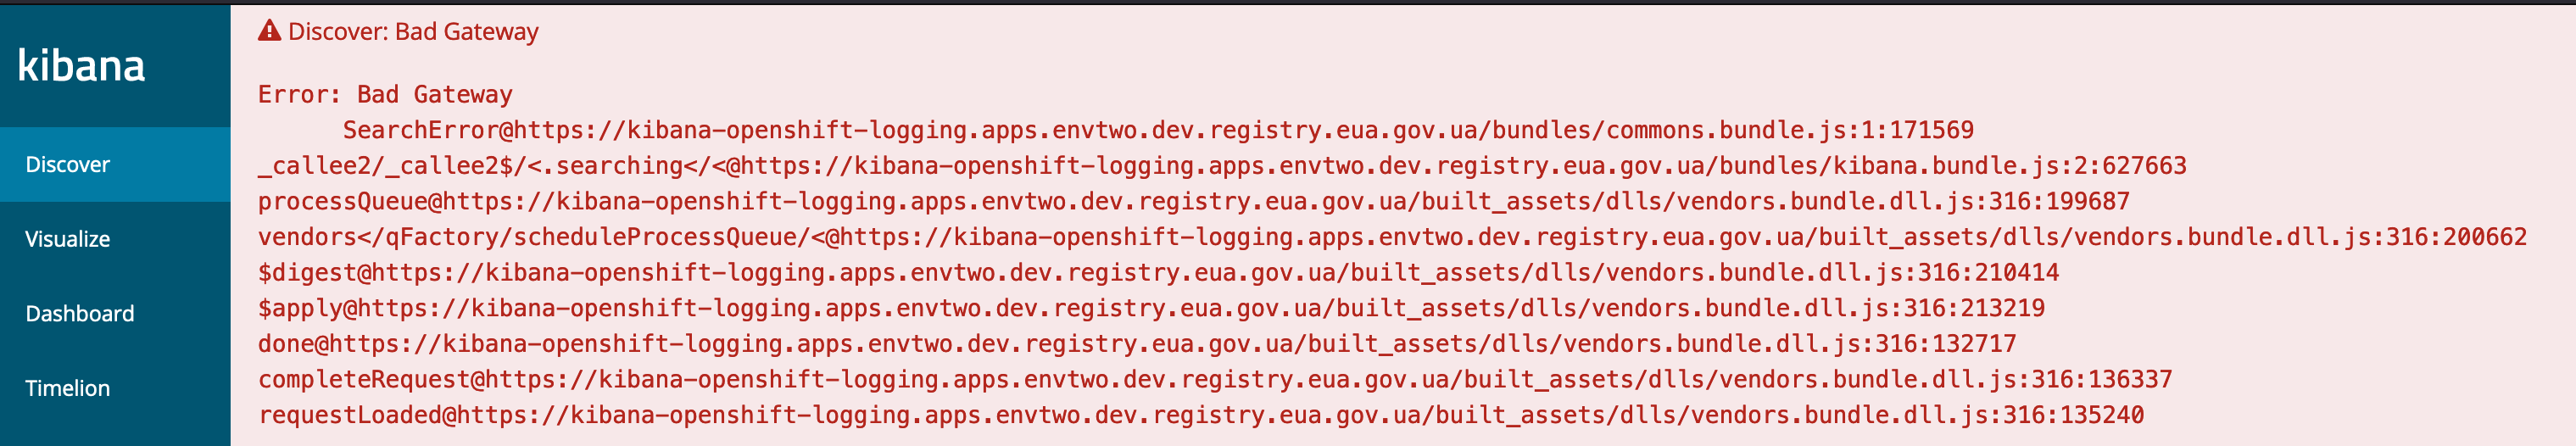 kibana
Discover
Visualize
Dashboard
Timelion
Discover: Bad Gateway
Error: Bad Gateway
SearchError@https://kibana-openshift-logging.apps.envtwo.dev.registry.eua.gov.ua/bundles/commons.bundle.js:1:171569
_callee2/_callee2$/<.searching</<@https://kibana-openshift-logging.apps.envtwo.dev.registry.eua.gov.ua/bundles/kibana.bundle.js:2:627663
processQueue@https://kibana-openshift-logging.apps.envtwo.dev.registry.eua.gov.ua/built_assets/dlls/vendors.bundle.dll.js:316:199687
vendors</qFactory/scheduleProcessQueue/<@https://kibana-openshift-logging.apps.envtwo.dev.registry.eua.gov.ua/built_assets/dlls/vendors.bundle.dll.js:316:200662
$digest@https://kibana-openshift-logging.apps.envtwo.dev.registry.eua.gov.ua/built_assets/dlls/vendors.bundle.dll.js:316:210414
$apply@https://kibana-openshift-logging.apps.envtwo.dev.registry.eua.gov.ua/built_assets/dlls/vendors.bundle.dll.js:316:213219
done@https://kibana-openshift-logging.apps.envtwo.dev.registry.eua.gov.ua/built_assets/dlls/vendors.bundle.dll.js:316:132717
completeRequest@https://kibana-openshift-logging.apps.envtwo.dev.registry.eua.gov.ua/built_assets/dlls/vendors.bundle.dll.js:316:136337
requestLoaded@https://kibana-openshift-logging.apps.envtwo.dev.registry.eua.gov.ua/built_assets/dlls/vendors.bundle.dll.js:316:135240